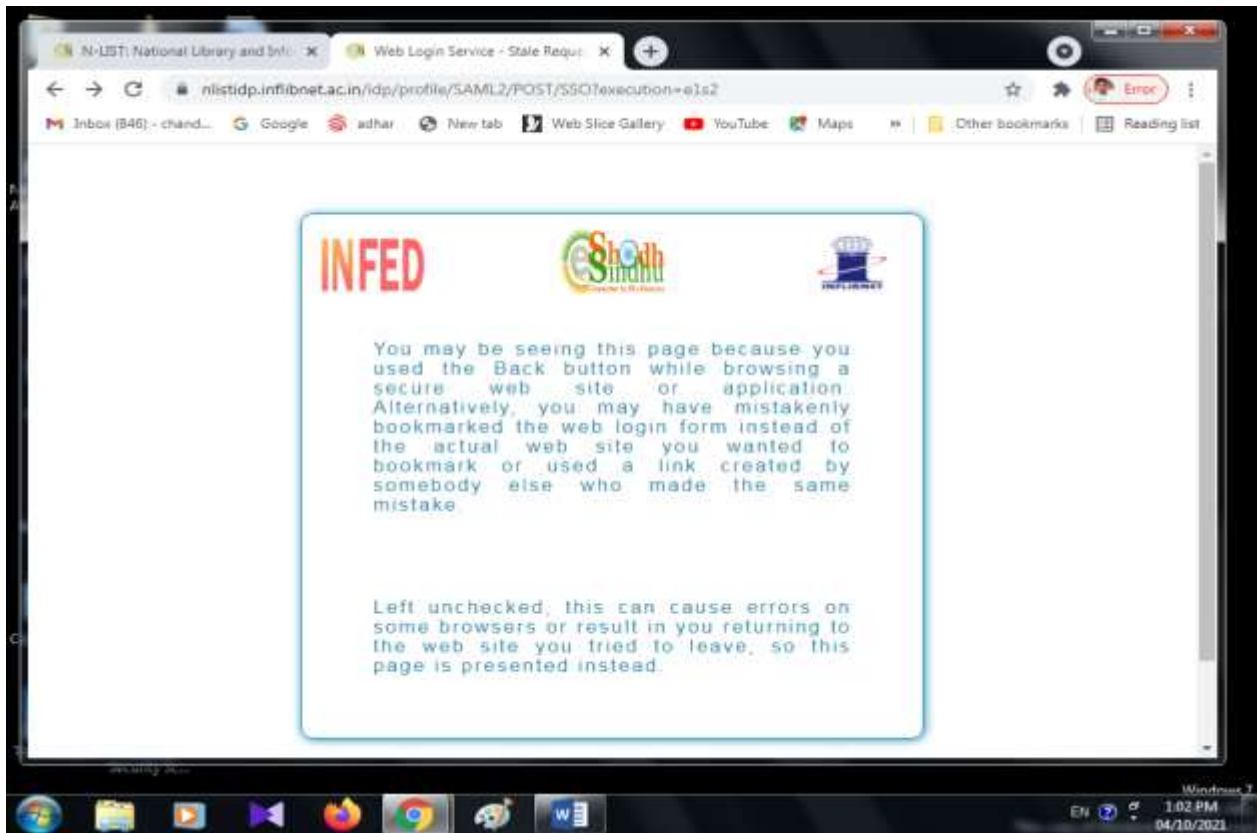 N-LIST: National Library and Info
Web Login Service - Stale Reque
nlistidp.inflibnet.ac.in/idp/profile/SAML2/POST/SSO?execution=e1s2
Error
Inbox (846) - chand...
Google
adhar
New tab
Web Slice Gallery
YouTube
Maps
»
Other bookmarks
Reading list
INFED
e Shodh
Sindhu
INFLIBNET
You may be seeing this page because you
used the Back button while browsing a
secure web site or application.
Alternatively, you may have mistakenly
bookmarked the web login form instead of
the actual web site you wanted to
bookmark or used a link created by
somebody else who made the same
mistake.
Left unchecked, this can cause errors on
some browsers or result in you returning to
the web site you tried to leave, so this
page is presented instead.
Windows 7
EN
1:02 PM
04/10/2021